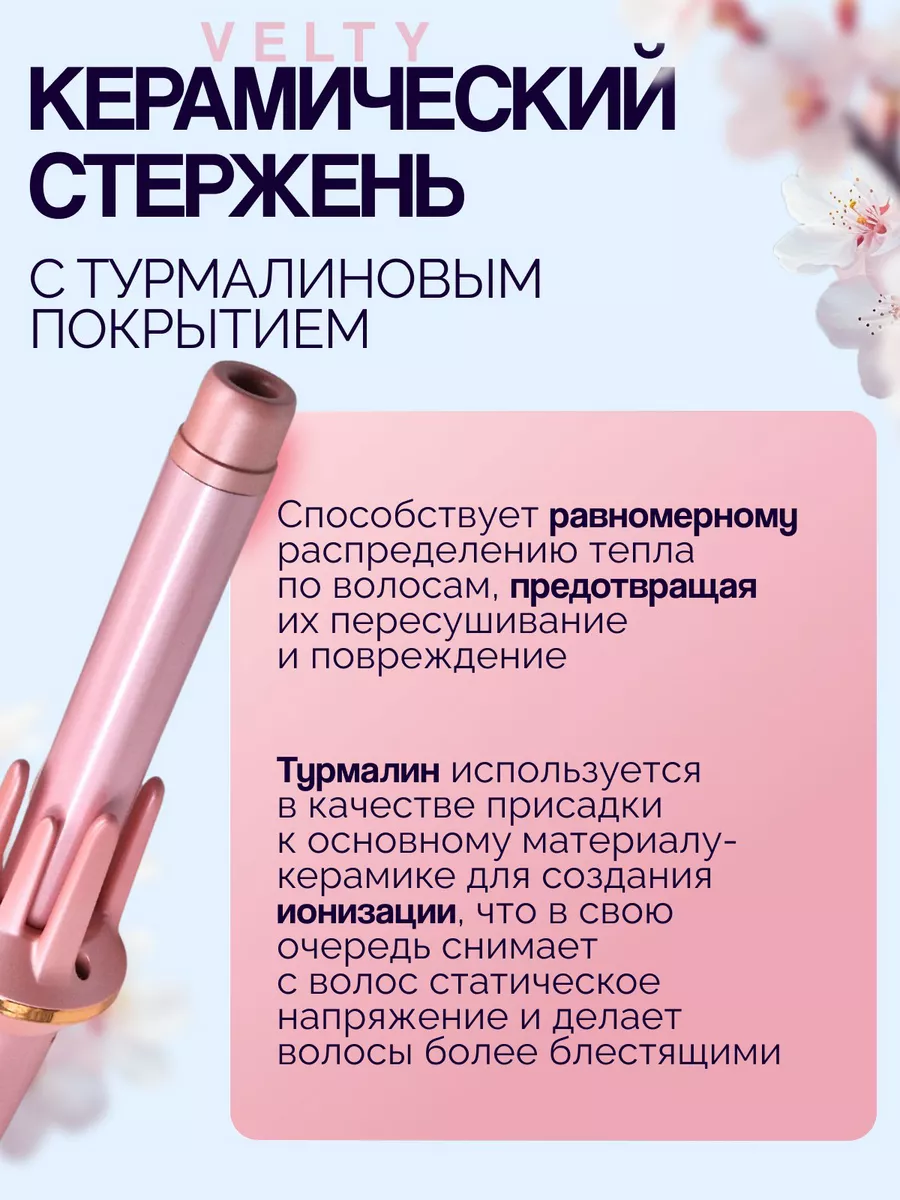 VELTY
КЕРАМИЧЕСКИЙ
СТЕРЖЕНЬ
С ТУРМАЛИНОВЫМ
ПОКРЫТИЕМ
Способствует равномерному
распределению тепла
по волосам, предотвращая
их пересушивание
и повреждение
Турмалин используется
в качестве присадки
к основному материалу-
керамике для создания
ионизации, что в свою
очередь снимает
с волос статическое
напряжение и делает
волосы более блестящими